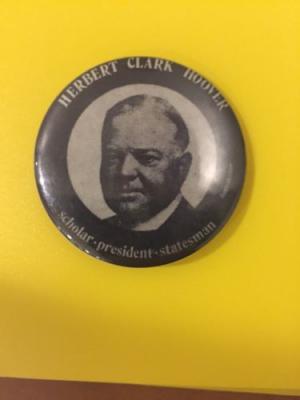 HERBERT CLARK HOOVER
scholar·president·statesman